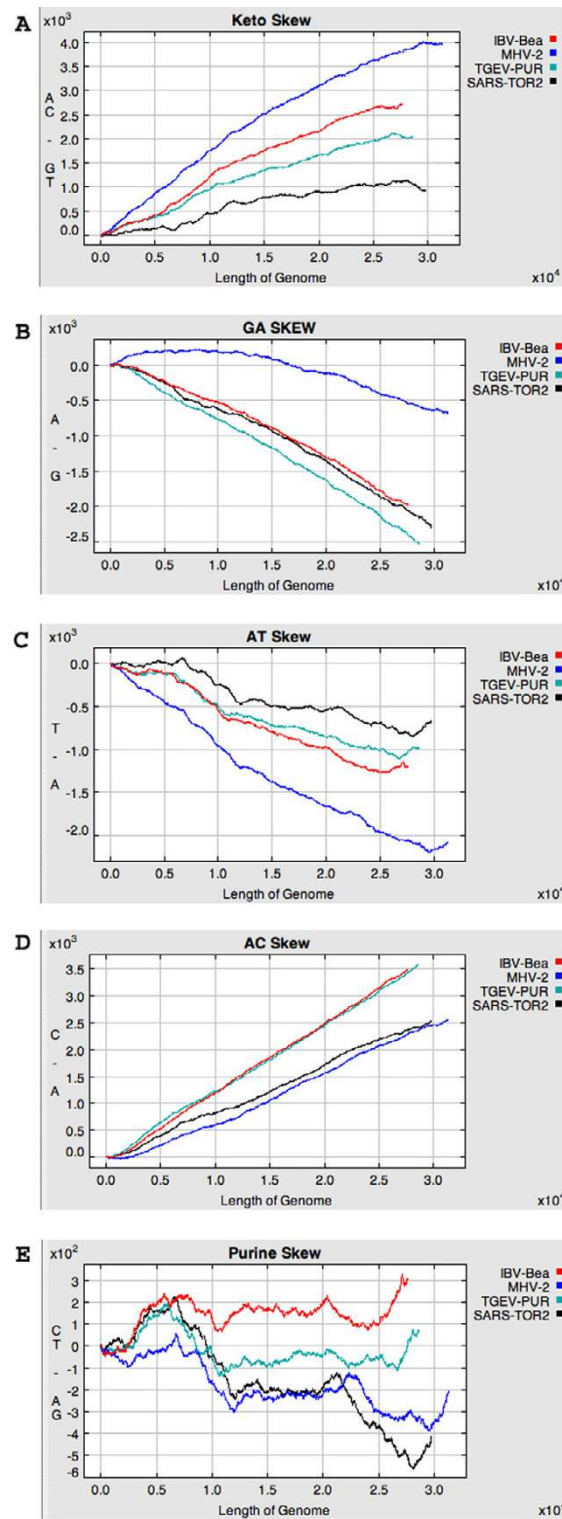 A
x10³
Keto Skew
IBV-Bea
MHV-2
TGEV-PUR
SARS-TOR2
AC - GT
4.0
3.5
3.0
2.5
2.0
1.5
1.0
0.5
0.0
0.0 0.5 1.0 1.5 2.0 2.5 3.0
Length of Genome
x10⁴
B
x10³
GA SKEW
IBV-Bea
MHV-2
TGEV-PUR
SARS-TOR2
A - G
0.0
-0.5
-1.0
-1.5
-2.0
-2.5
0.0 0.5 1.0 1.5 2.0 2.5 3.0
Length of Genome
C
x10³
AT Skew
IBV-Bea
MHV-2
TGEV-PUR
SARS-TOR2
T - A
0.0
-0.5
-1.0
-1.5
-2.0
0.0 0.5 1.0 1.5 2.0 2.5 3.0
Length of Genome
D
x10³
AC Skew
IBV-Bea
MHV-2
TGEV-PUR
SARS-TOR2
C - A
3.5
3.0
2.5
2.0
1.5
1.0
0.5
0.0
0.0 0.5 1.0 1.5 2.0 2.5 3.0
Length of Genome
E
x10²
Purine Skew
IBV-Bea
MHV-2
TGEV-PUR
SARS-TOR2
CT - AG
3
2
1
0
-1
-2
-3
-4
-5
-6
0.0 0.5 1.0 1.5 2.0 2.5 3.0
Length of Genome